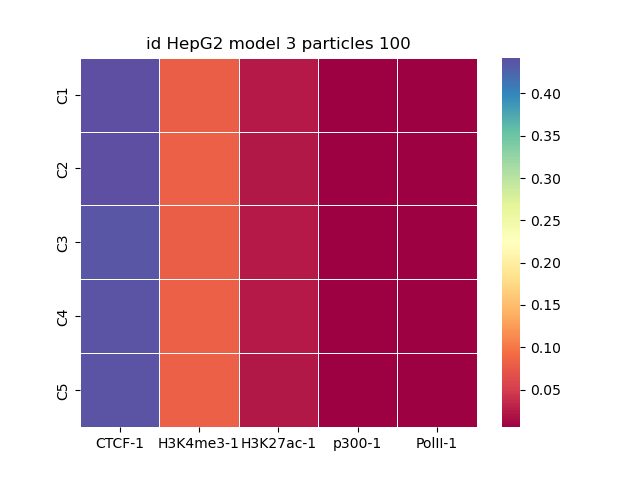 id HepG2 model 3 particles 100
C1
C2
C3
C4
C5
CTCF-1 H3K4me3-1 H3K27ac-1 p300-1 PolII-1
0.40
0.35
0.30
0.25
0.20
0.15
0.10
0.05